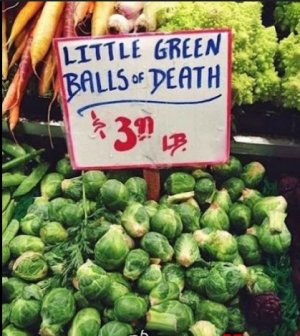 LITTLE GREEN
BALLS OF DEATH
$3.99 LB.